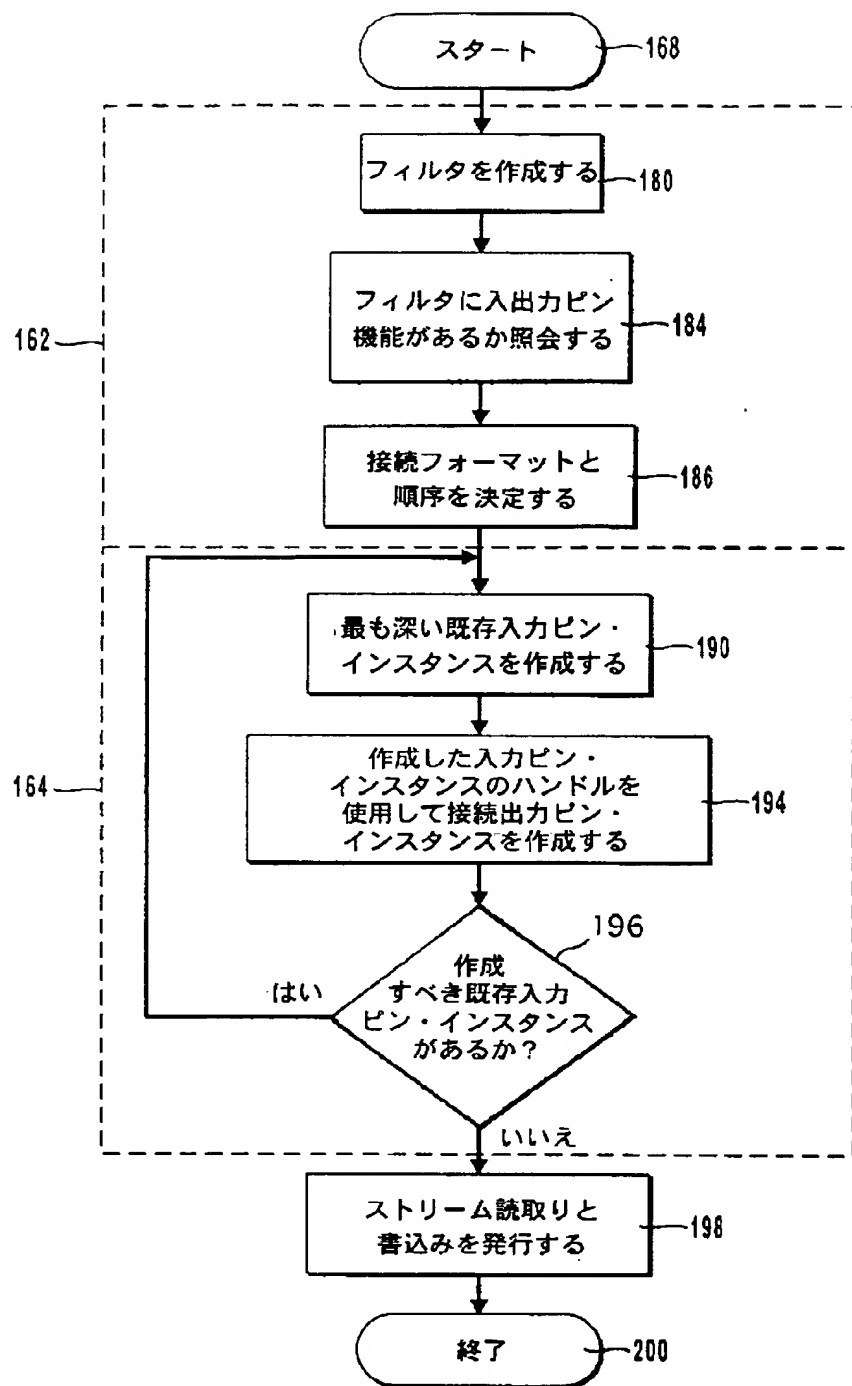 スタート
168
フィルタを作成する
180
フィルタに入出力ピン
機能があるか照会する
184
162
接続フォーマットと
順序を決定する
186
最も深い既存入力ピン・
インスタンスを作成する
190
164
作成した入力ピン・
インスタンスのハンドルを
使用して接続出力ピン・
インスタンスを作成する
194
196
作成
すべき既存入力
ピン・インスタンス
があるか？
はい
いいえ
ストリーム読取りと
書込みを発行する
198
終了
200